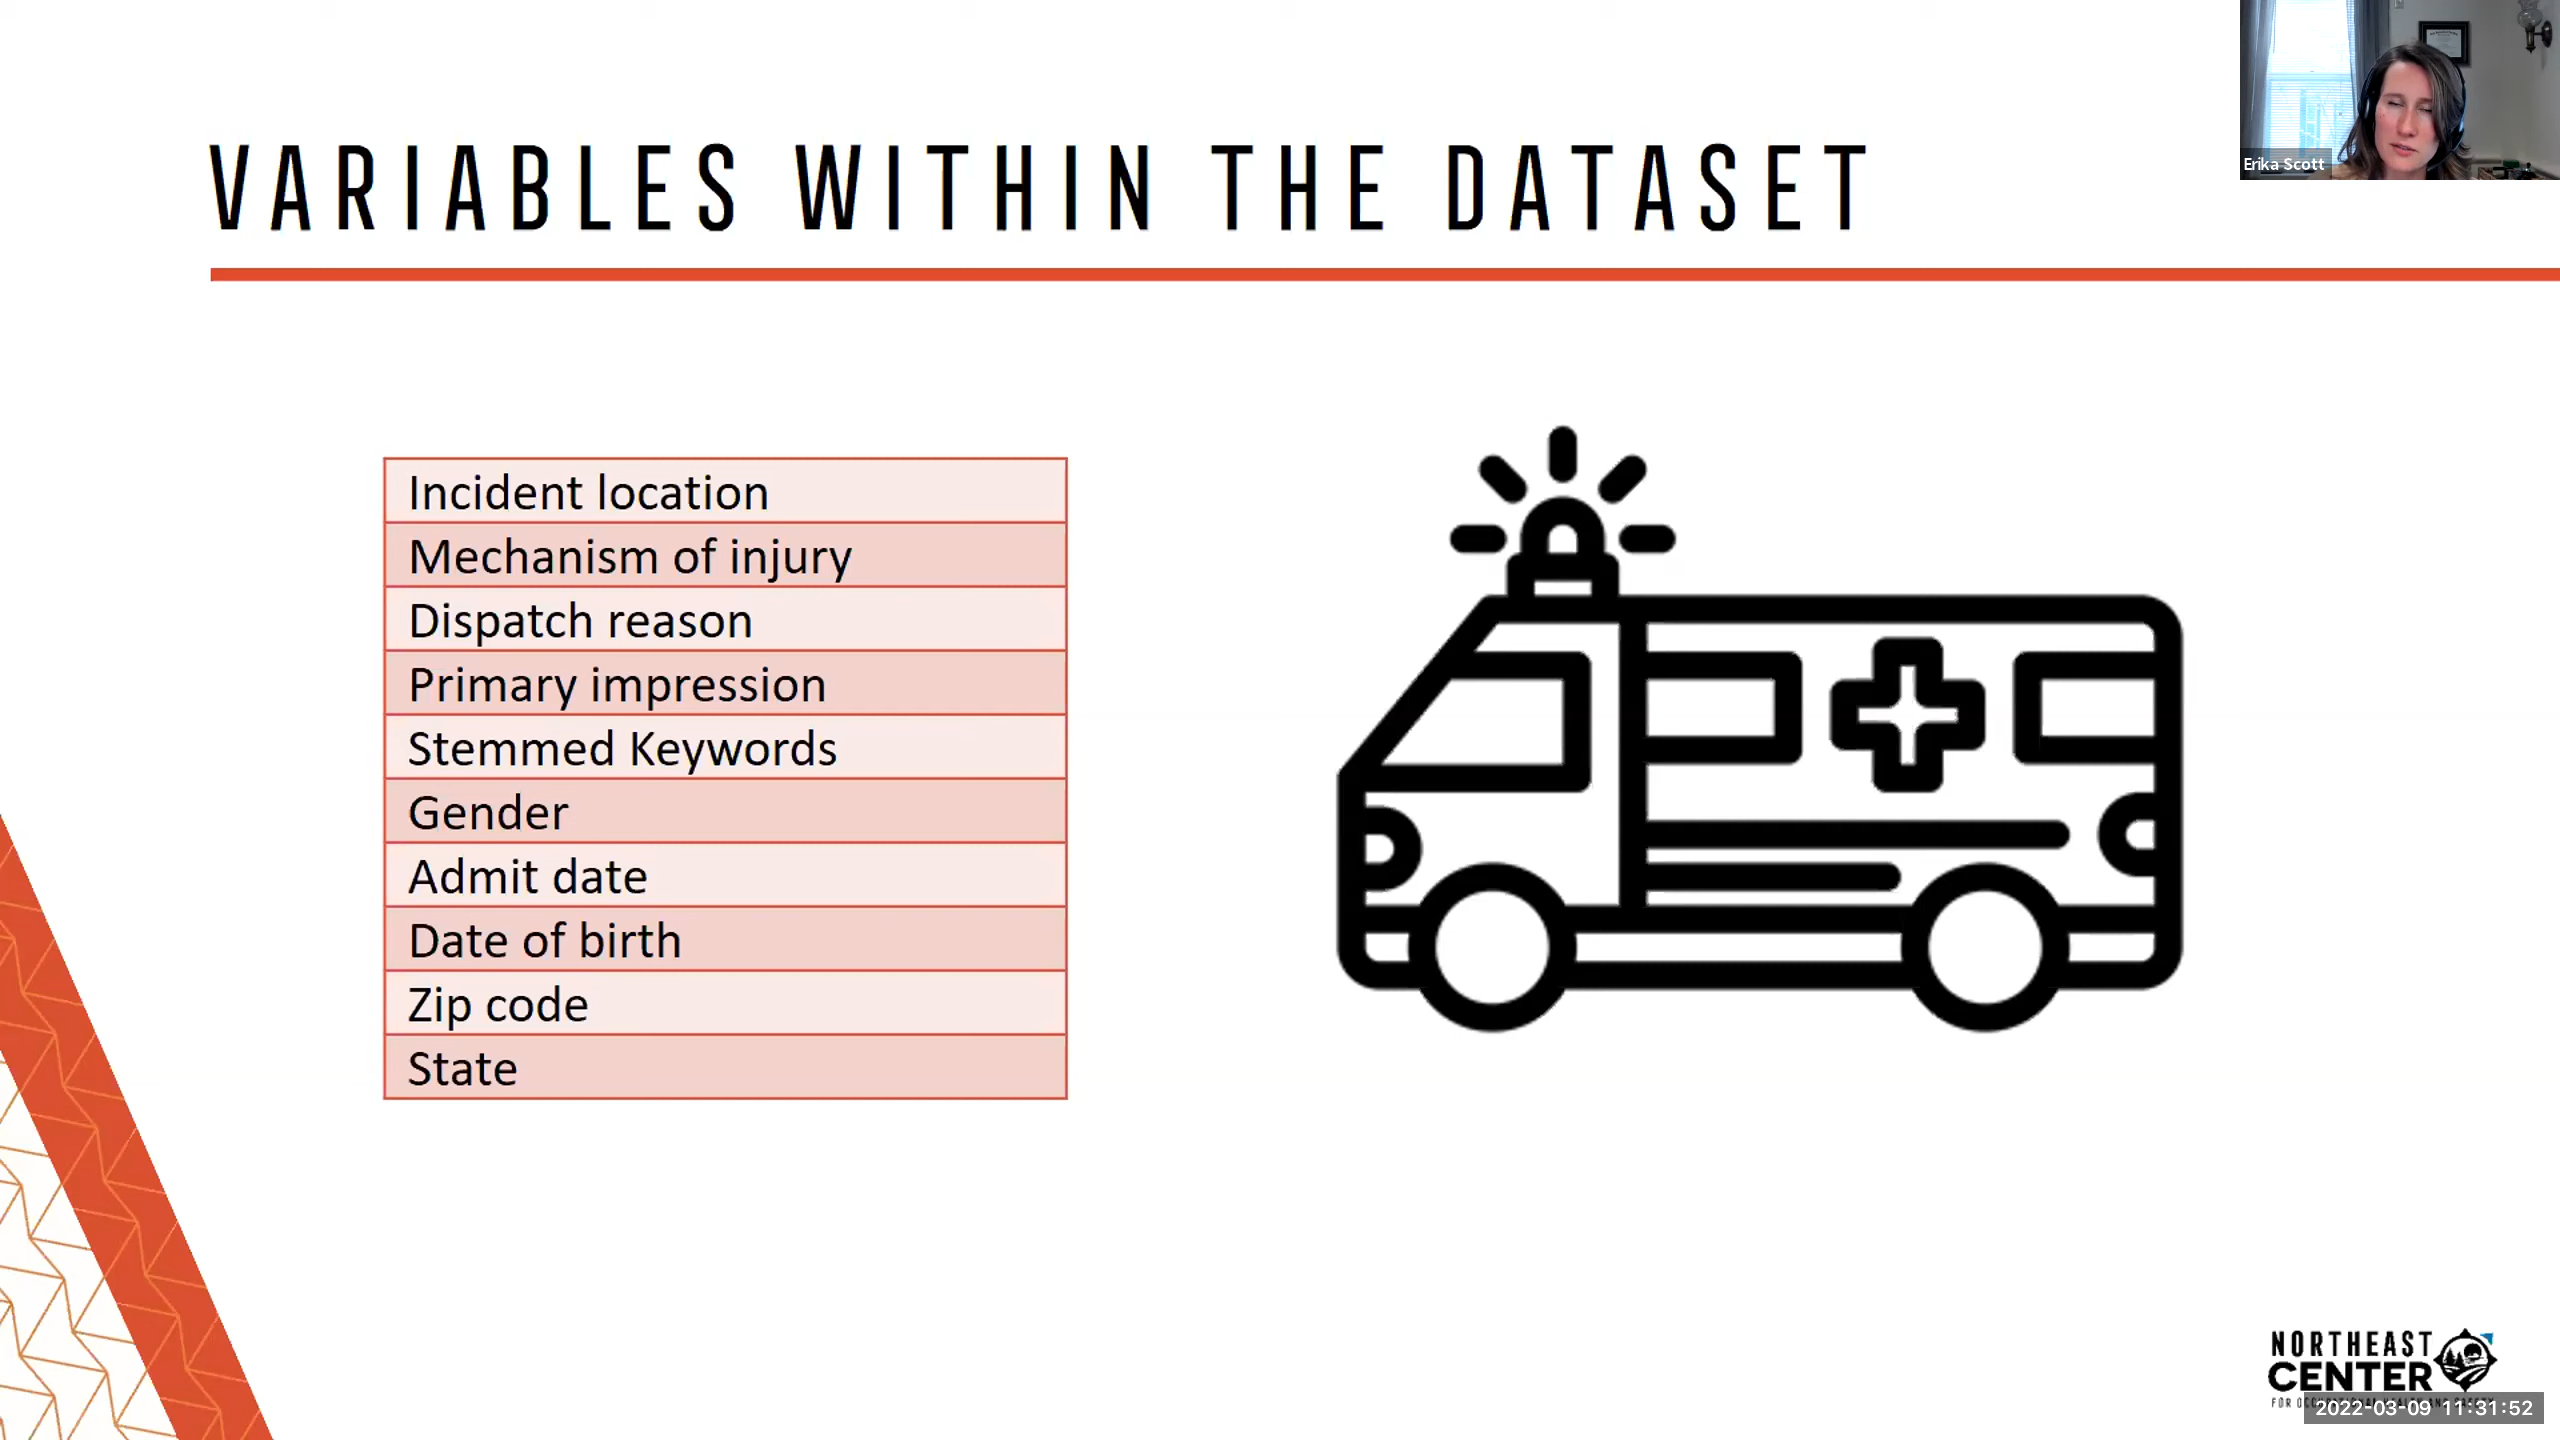 Erika Scott
VARIABLES WITHIN THE DATASET
Incident location
Mechanism of injury
Dispatch reason
Primary impression
Stemmed Keywords
Gender
Admit date
Date of birth
Zip code
State
NORTHEAST
CENTER
2022-03-09 11:31:52